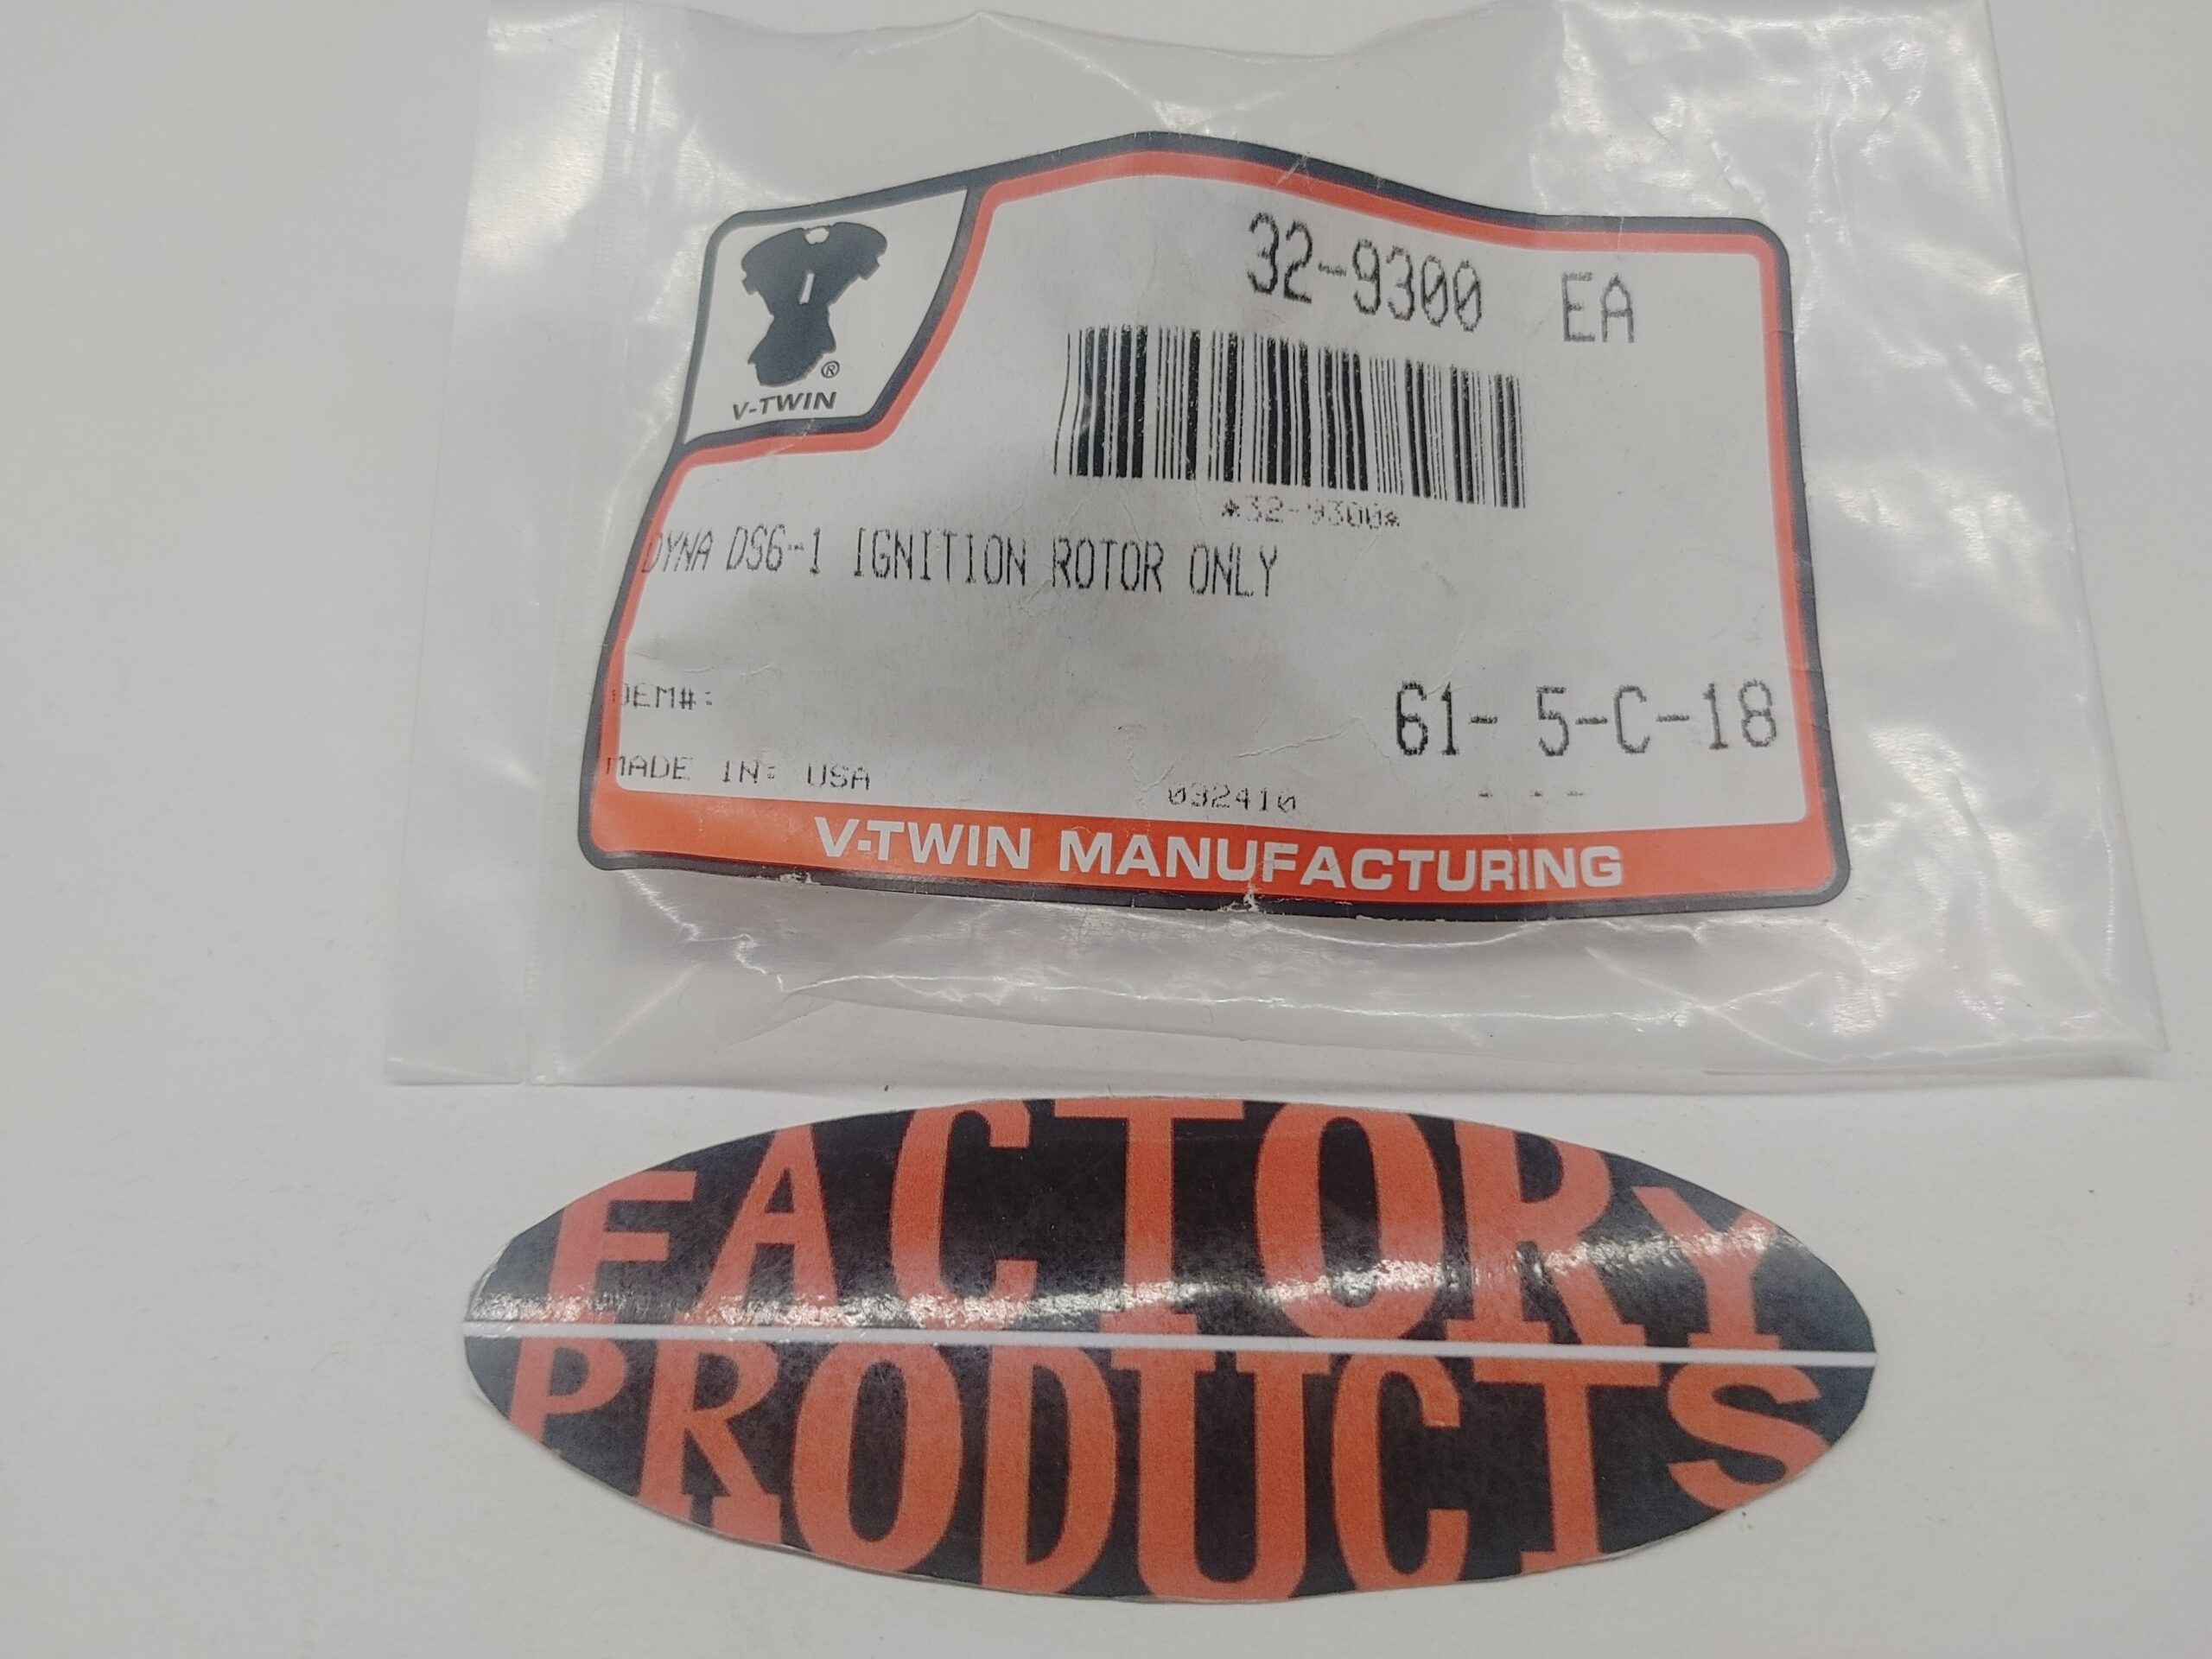 32-9300 EA
®
V-TWIN
*32-9300*
DYNA DS6-1 IGNITION ROTOR ONLY
OEM#:
61- 5-C-18
MADE IN: USA
032410
- - -
V-TWIN MANUFACTURING
FACTORY
PRODUCTS